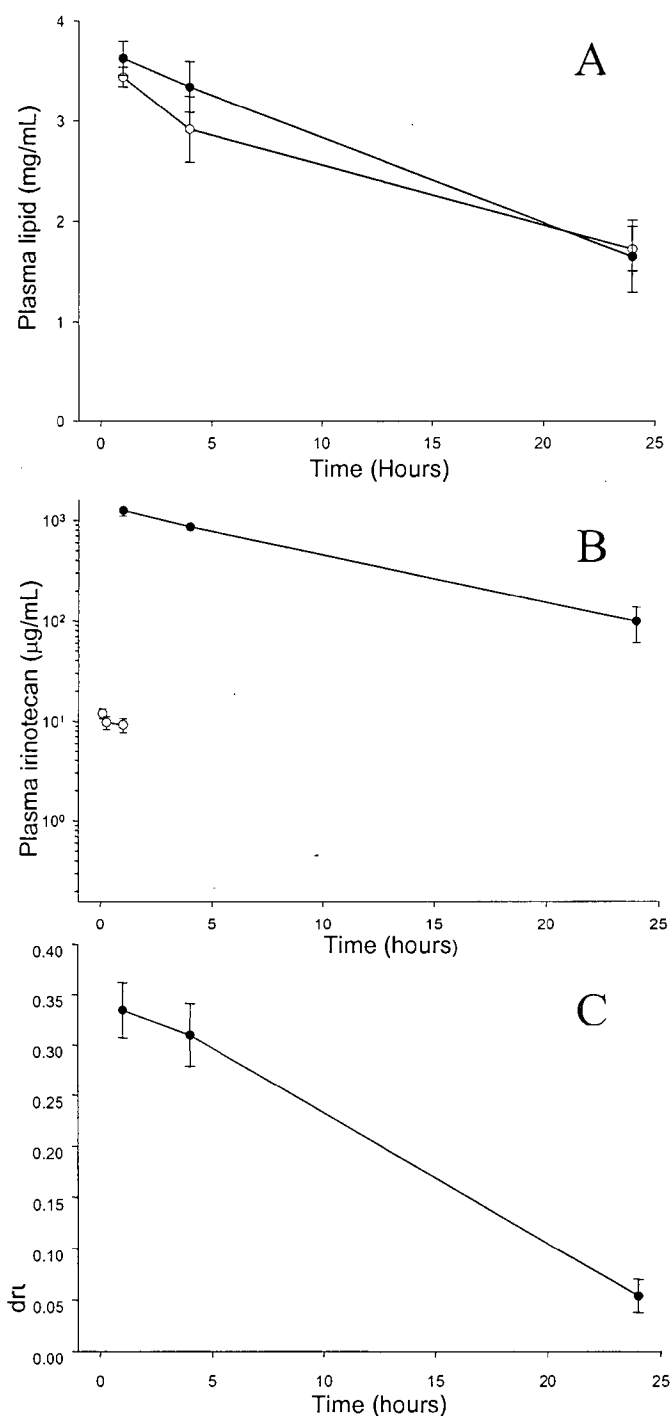 A
Plasma lipid (mg/mL)
4
3
2
1
0
0 5 10 15 20 25
Time (Hours)
B
Plasma irinotecan (µg/mL)
10³
10²
10¹
10⁰
0 5 10 15 20 25
Time (hours)
C
0.40
0.35
0.30
0.25
0.20
0.15
0.10
0.05
0.00
0 5 10 15 20 25
Time (hours)